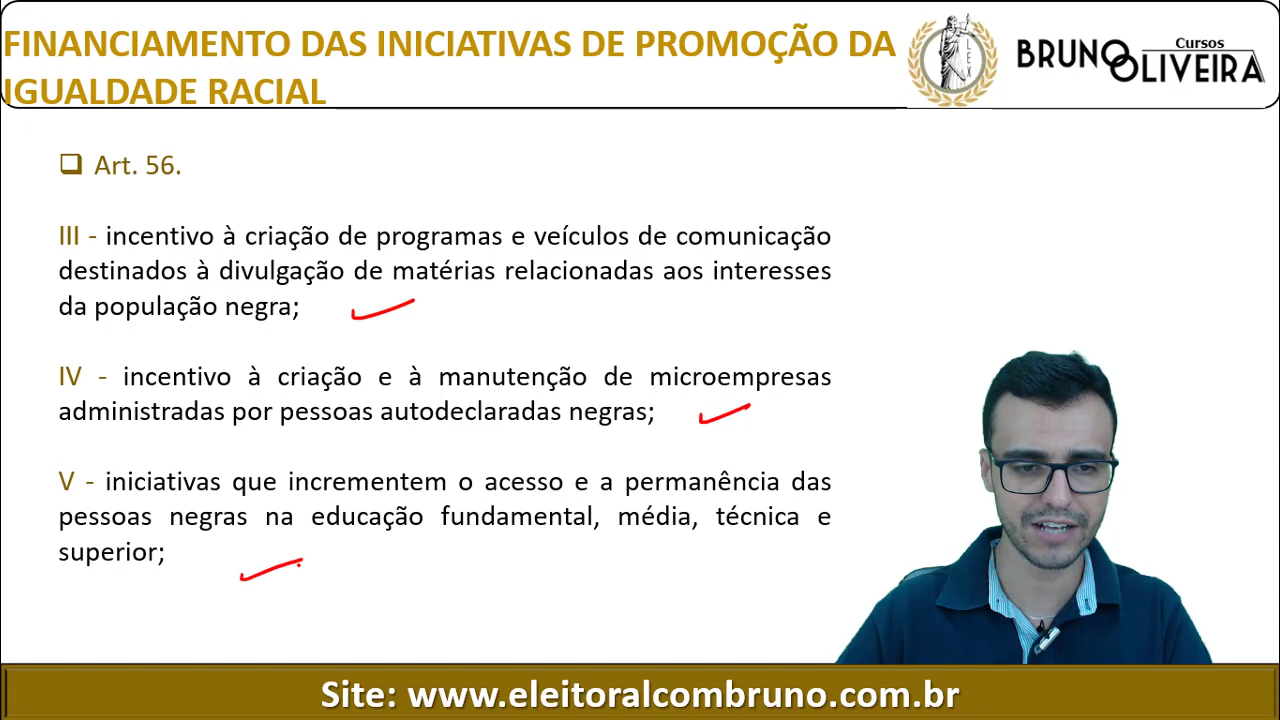 FINANCIAMENTO DAS INICIATIVAS DE PROMOÇÃO DA
IGUALDADE RACIAL
LEX
Cursos
BRUNO OLIVEIRA
Art. 56.
III - incentivo à criação de programas e veículos de comunicação
destinados à divulgação de matérias relacionadas aos interesses
da população negra;
IV - incentivo à criação e à manutenção de microempresas
administradas por pessoas autodeclaradas negras;
V - iniciativas que incrementem o acesso e a permanência das
pessoas negras na educação fundamental, média, técnica e
superior;
Site: www.eleitoralcombruno.com.br